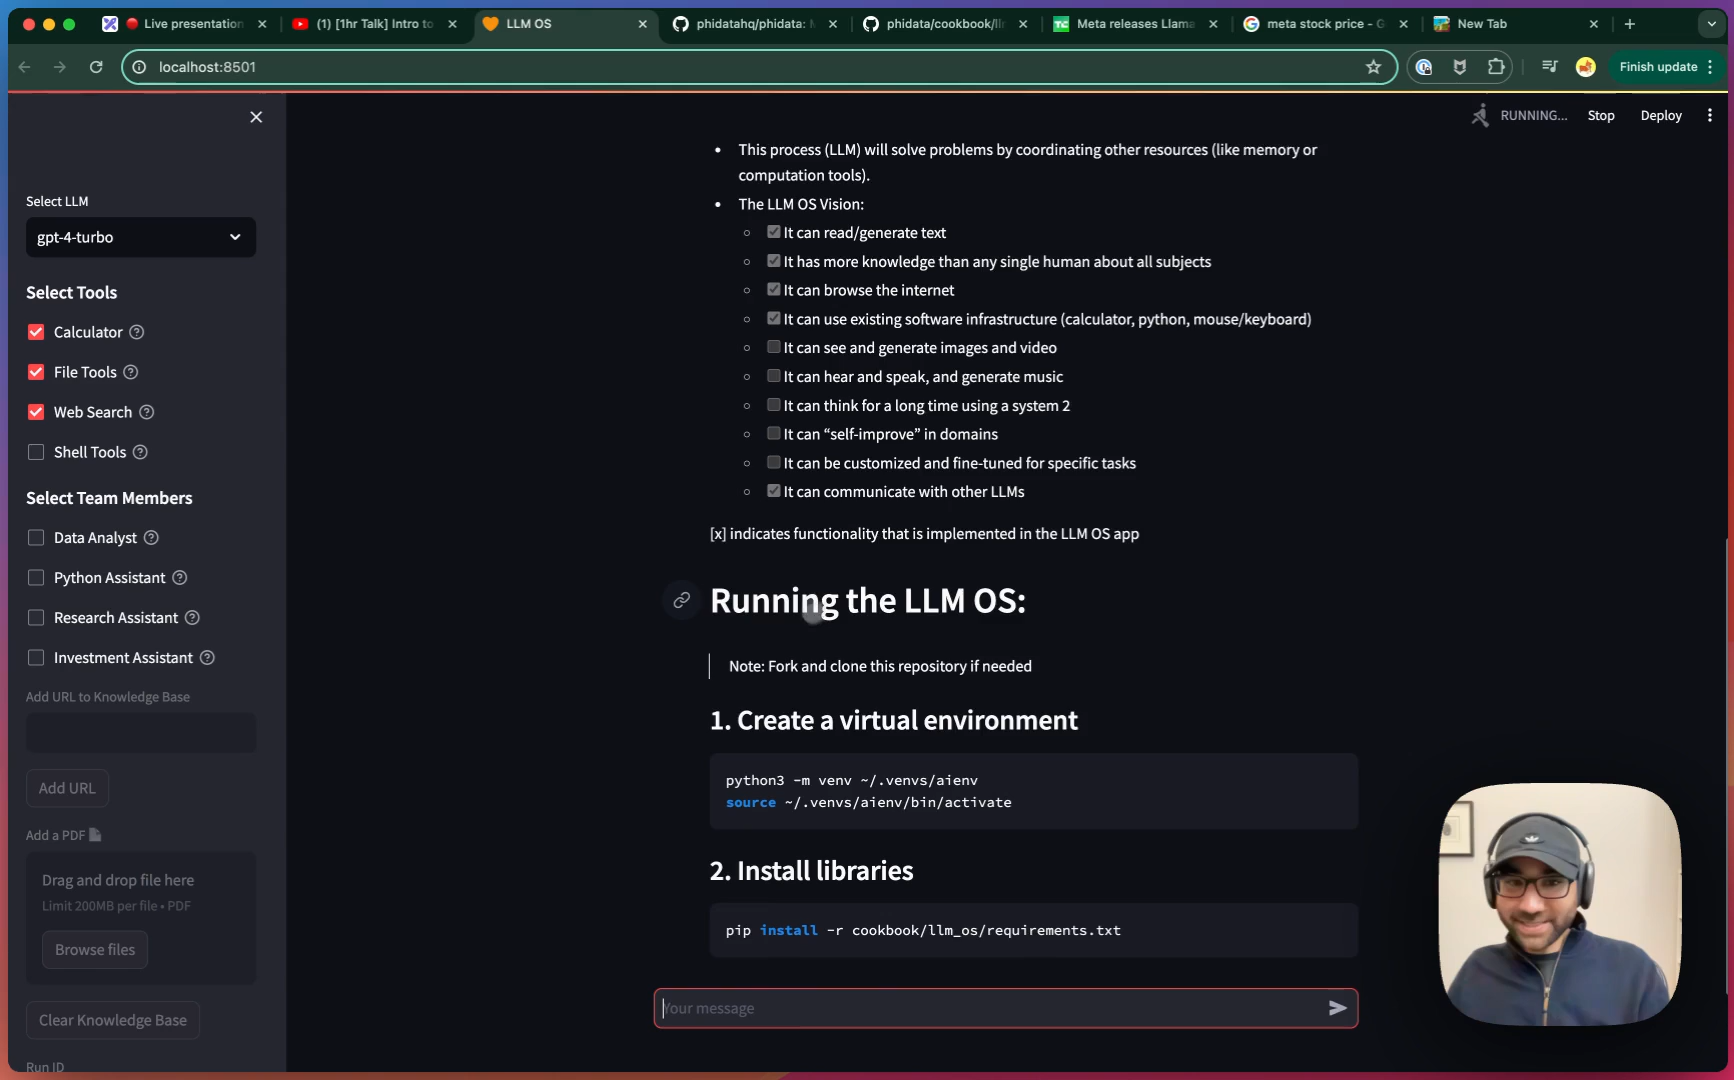 Live presentation
(1) [1hr Talk] Intro to
LLM OS
phidatahq/phidata:
phidata/cookbook/ll
Meta releases Llama
meta stock price - G
New Tab
localhost:8501
Finish update
RUNNING...
Stop
Deploy
Select LLM
gpt-4-turbo
Select Tools
Calculator
File Tools
Web Search
Shell Tools
Select Team Members
Data Analyst
Python Assistant
Research Assistant
Investment Assistant
Add URL to Knowledge Base
Add URL
Add a PDF
Drag and drop file here
Limit 200MB per file • PDF
Browse files
Clear Knowledge Base
Run ID
• This process (LLM) will solve problems by coordinating other resources (like memory or
computation tools).
• The LLM OS Vision:
It can read/generate text
It has more knowledge than any single human about all subjects
It can browse the internet
It can use existing software infrastructure (calculator, python, mouse/keyboard)
It can see and generate images and video
It can hear and speak, and generate music
It can think for a long time using a system 2
It can “self-improve” in domains
It can be customized and fine-tuned for specific tasks
It can communicate with other LLMs
[x] indicates functionality that is implemented in the LLM OS app
Running the LLM OS:
Note: Fork and clone this repository if needed
1. Create a virtual environment
python3 -m venv ~/.venvs/aienv
source ~/.venvs/aienv/bin/activate
2. Install libraries
pip install -r cookbook/llm_os/requirements.txt
Your message